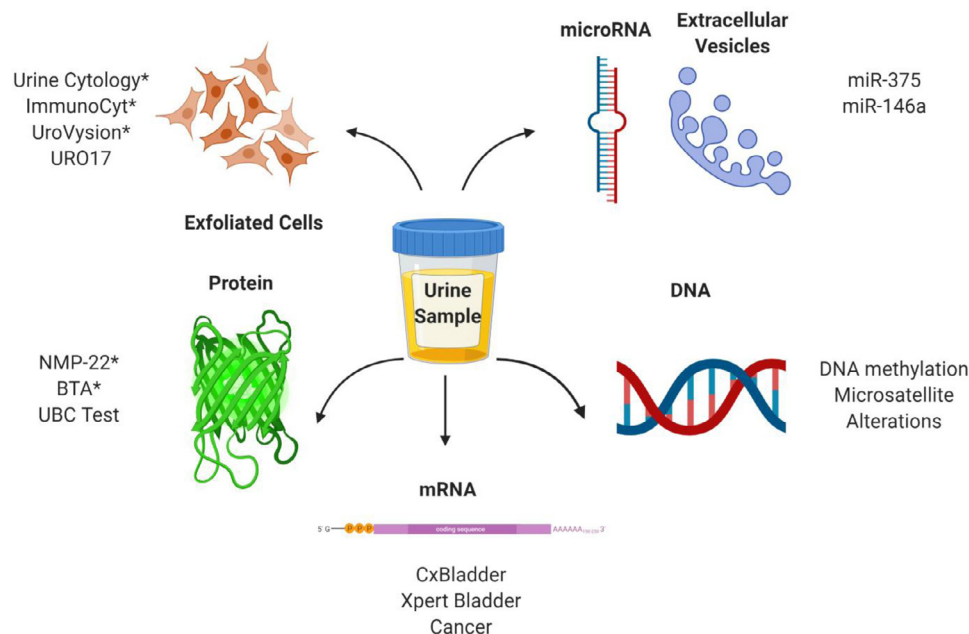 microRNA
Extracellular
Vesicles
Urine Cytology*
ImmunoCyt*
UroVysion*
URO17
miR-375
miR-146a
Exfoliated Cells
Protein
Urine
Sample
DNA
NMP-22*
BTA*
UBC Test
DNA methylation
Microsatellite
Alterations
mRNA
5' G
P P P
coding sequence
AAAAAA
3'
CxBladder
Xpert Bladder
Cancer